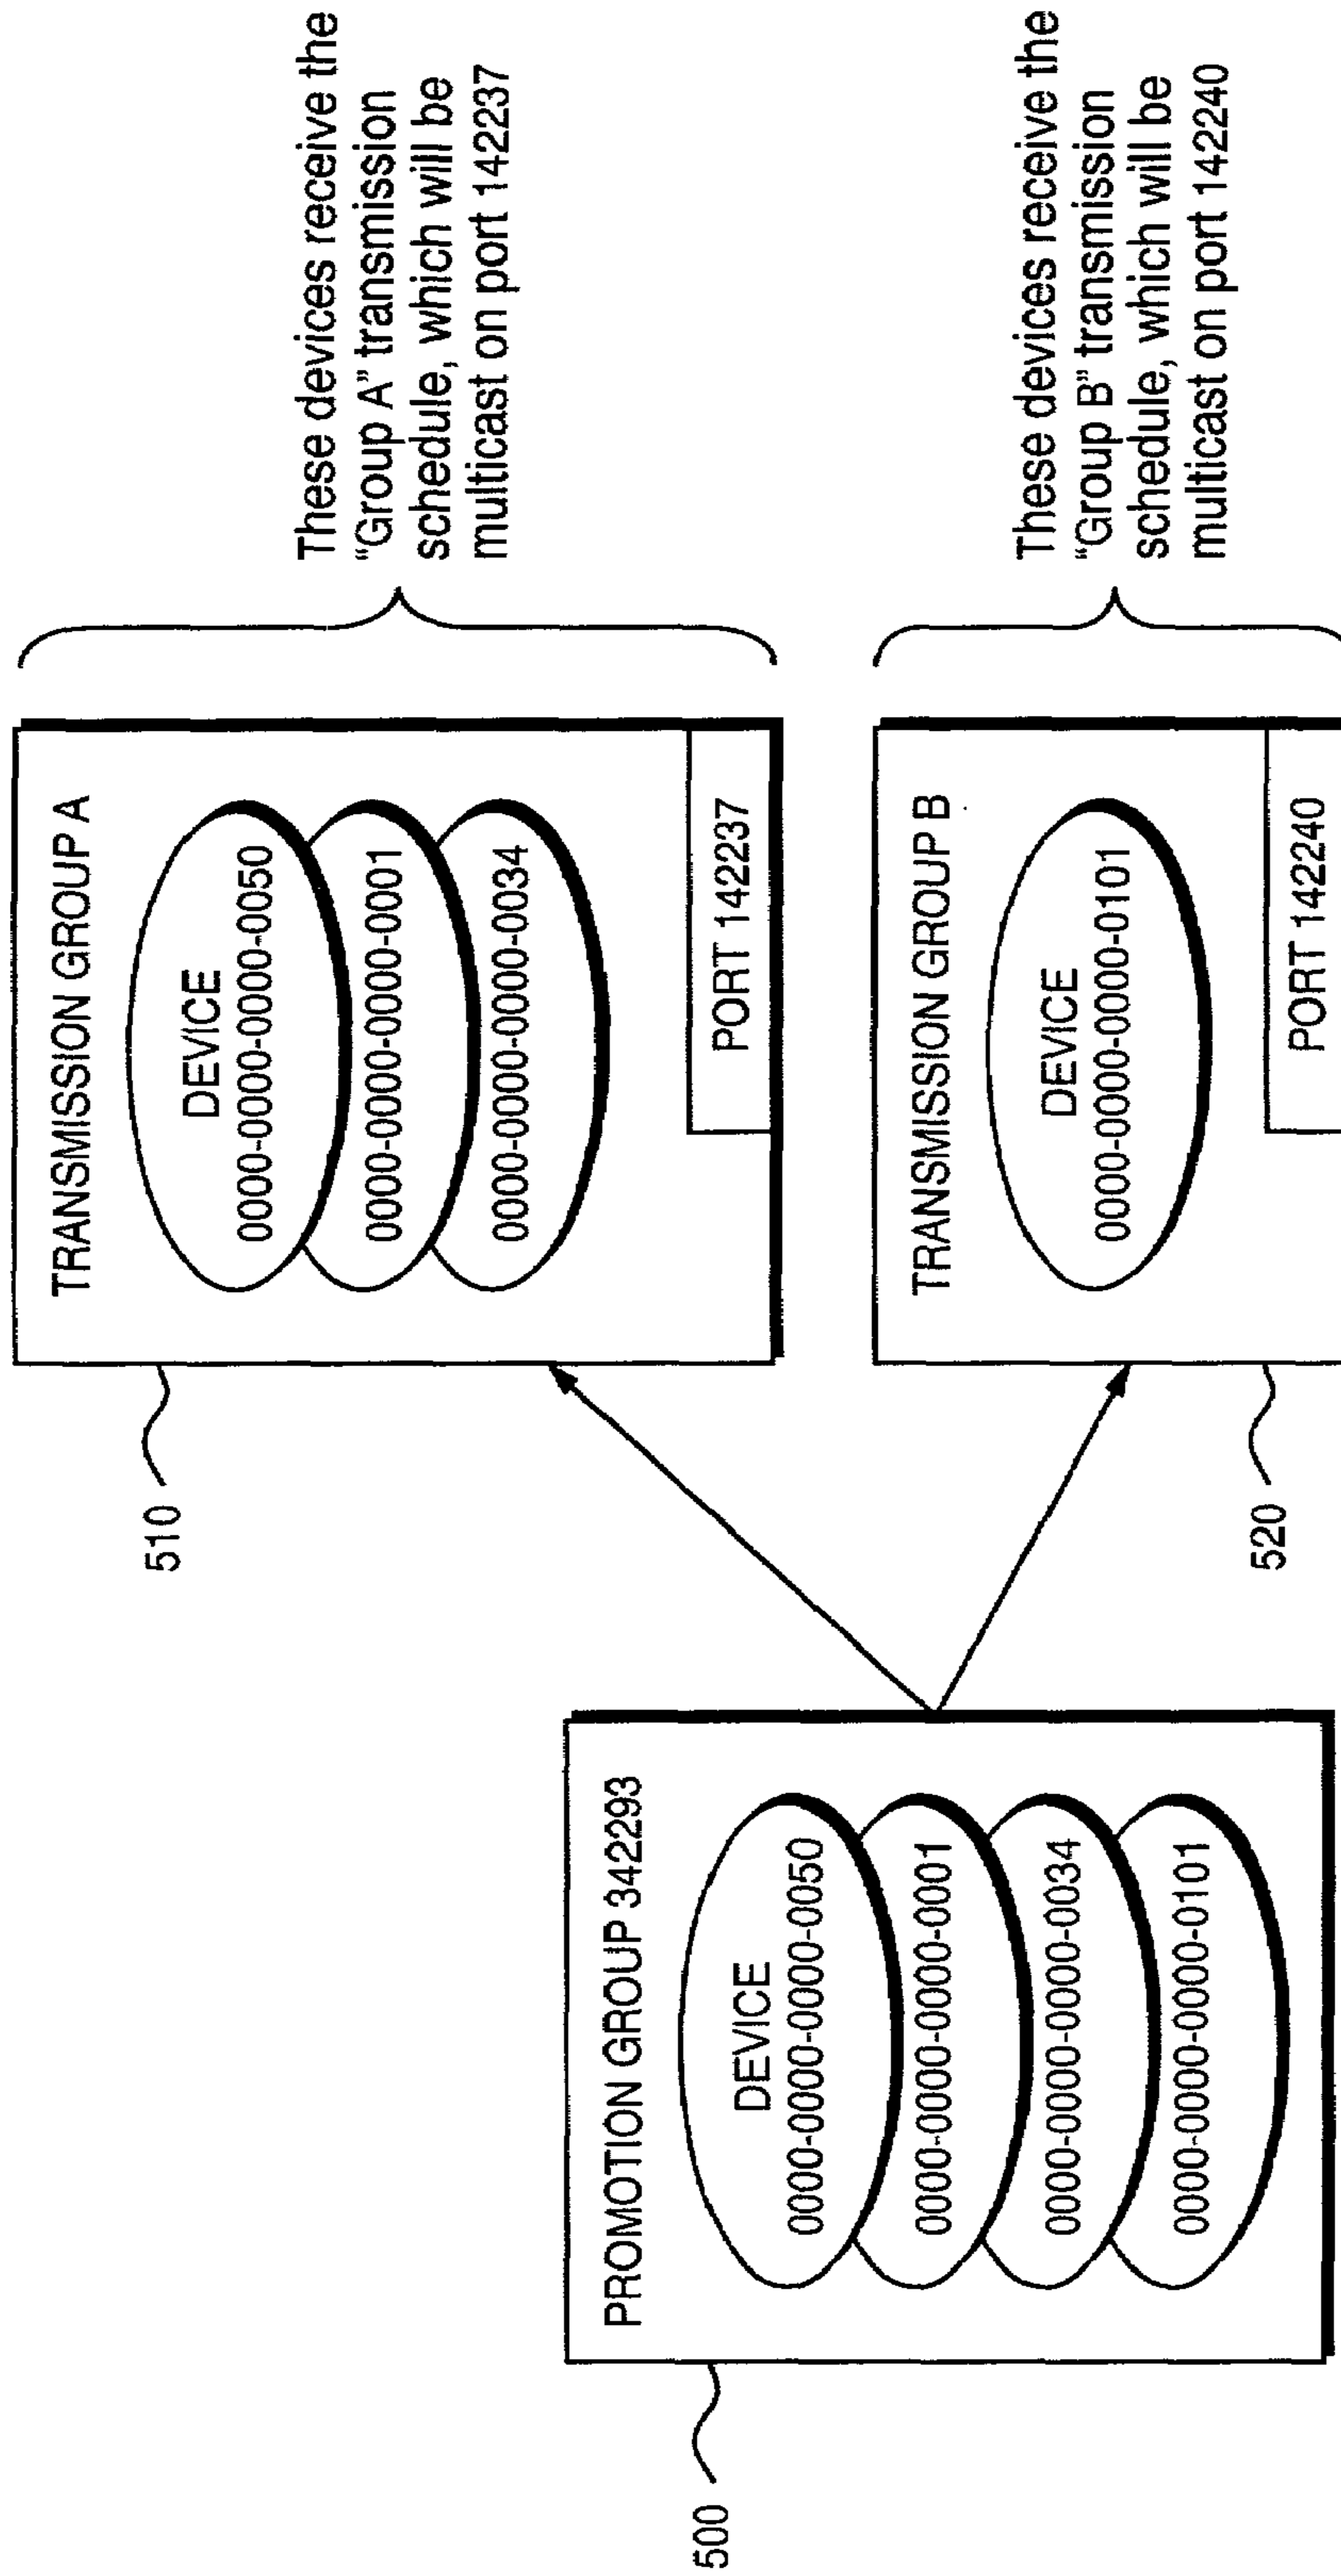 500
PROMOTION GROUP 342293
DEVICE
0000-0000-0000-0050
0000-0000-0000-0001
0000-0000-0000-0034
0000-0000-0000-0101
510
TRANSMISSION GROUP A
DEVICE
0000-0000-0000-0050
0000-0000-0000-0001
0000-0000-0000-0034
PORT 142237
These devices receive the
“Group A” transmission
schedule, which will be
multicast on port 142237
520
TRANSMISSION GROUP B
DEVICE
0000-0000-0000-0101
PORT 142240
These devices receive the
“Group B” transmission
schedule, which will be
multicast on port 142240